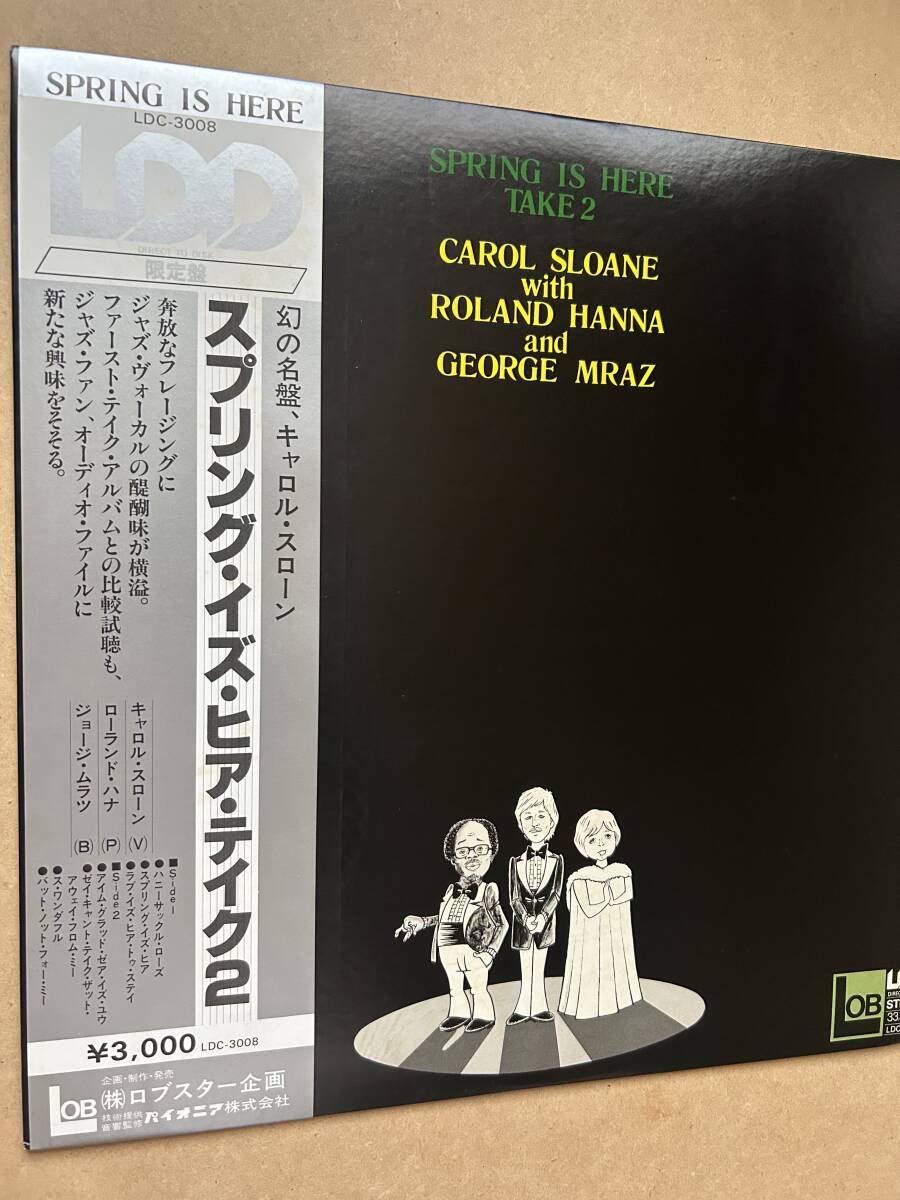 SPRING IS HERE
LDC-3008
LDD
DIRECT TO DISK
限定盤
幻の名盤、キャロル・スローン
スプリング・イズ・ヒア・テイク2
奔放なフレージングに
ジャズ・ヴォーカルの醍醐味が横溢。
ファースト・テイク・アルバムとの比較試聴も、
ジャズ・ファン、オーディオ・ファイルに
新たな興味をそそる。
キャロル・スローン(V)
ローランド・ハナ(P)
ジョージ・ムラツ(B)
■Side1
●ハニーサックル・ローズ
●スプリング・イズ・ヒア
●ラブ・イズ・ヒア・トゥ・ステイ
■Side2
●アイム・グラッド・ゼア・イズ・ユウ
●ゼイ・キャント・テイク・ザット・
アウェイ・フロム・ミー
●ス・ワンダフル
●バット・ノット・フォー・ミー
¥3,000 LDC-3008
LOB
企画・制作・発売
(株)ロブスター企画
技術提供
音響監修
パイオニア株式会社
SPRING IS HERE
TAKE 2
CAROL SLOANE
with
ROLAND HANNA
and
GEORGE MRAZ
LOB